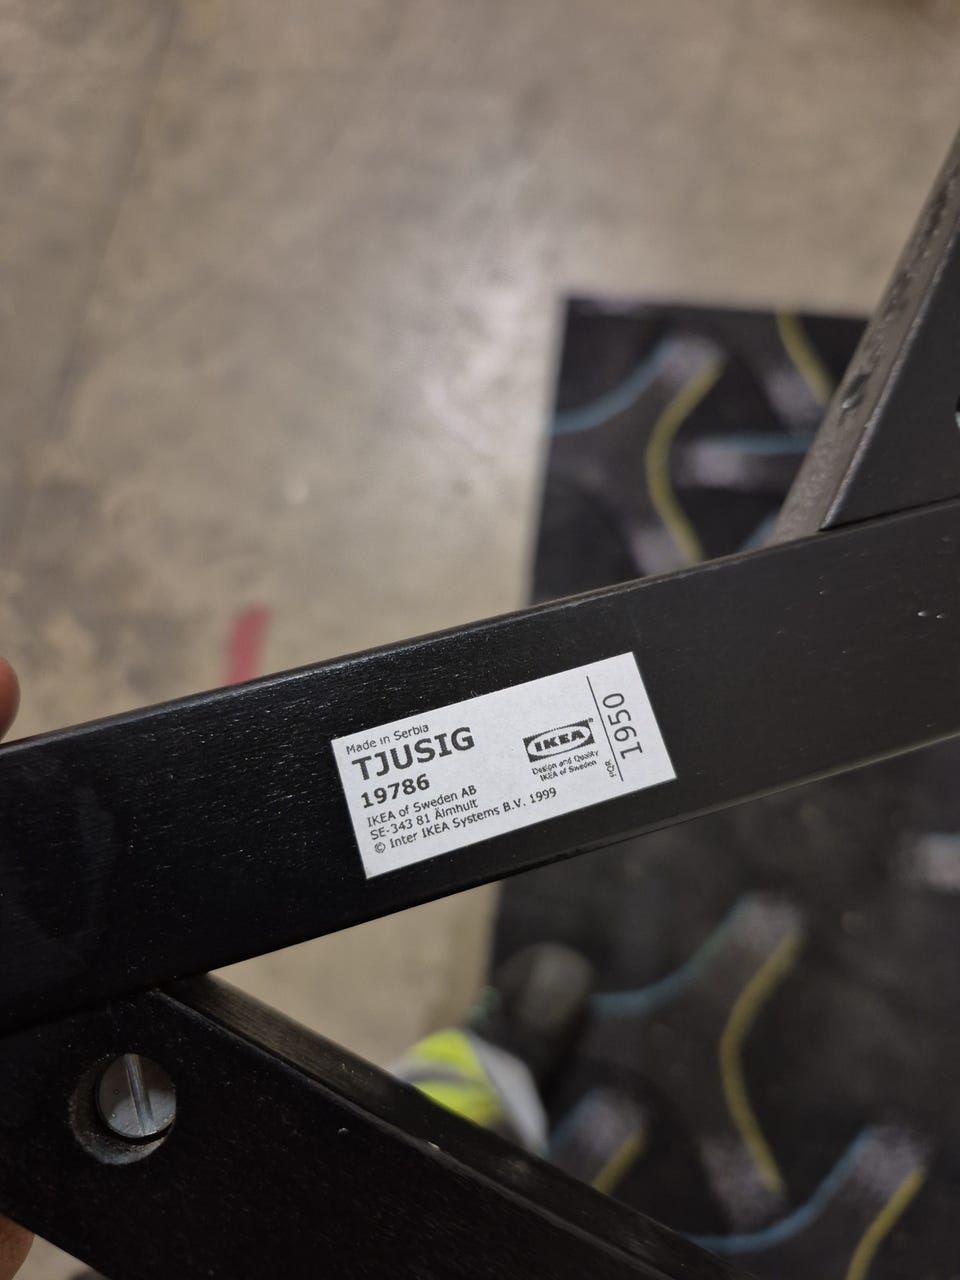 Made in Serbia
TJUSIG
19786
IKEA of Sweden AB
SE-343 81 Älmhult
© Inter IKEA Systems B.V. 1999
IKEA
Design and Quality
IKEA of Sweden
1950